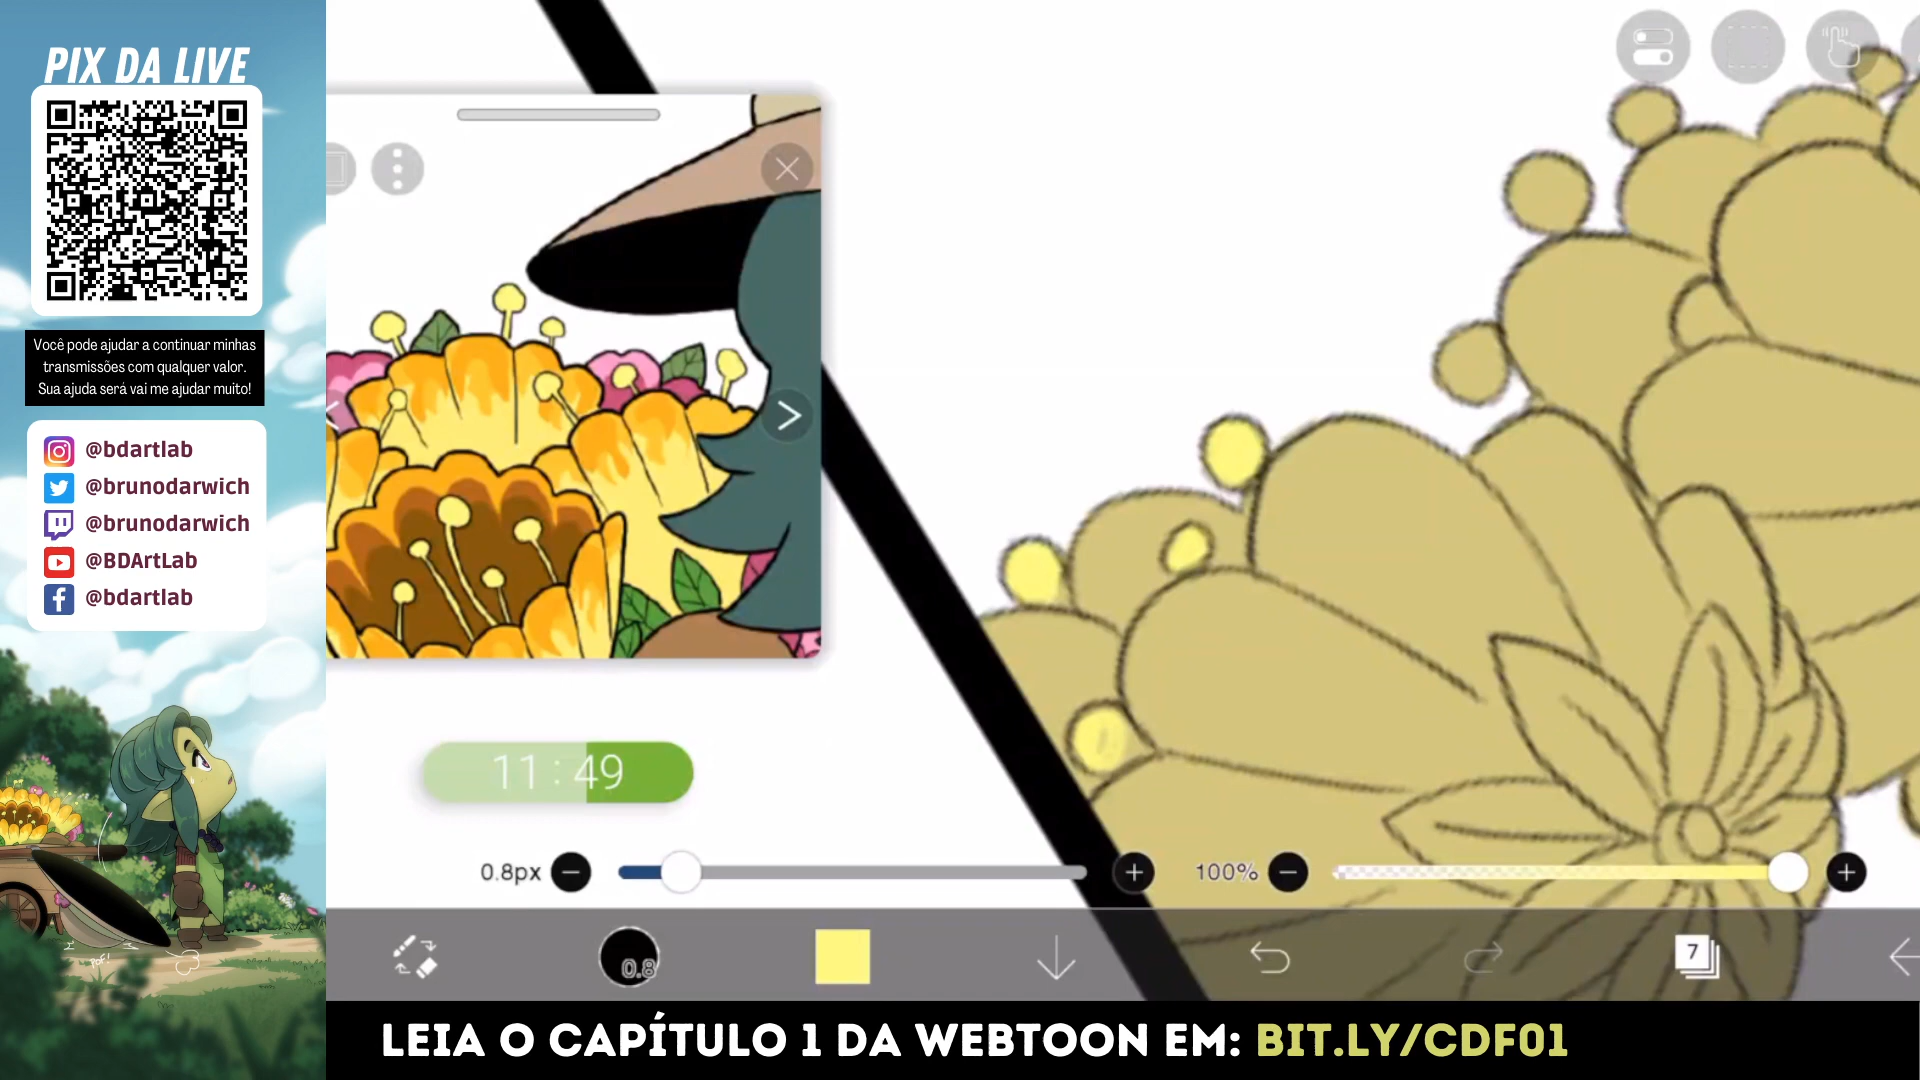 PIX DA LIVE
Você pode ajudar a continuar minhas
transmissões com qualquer valor.
Sua ajuda será vai me ajudar muito!
@bdartlab
@brunodarwich
@brunodarwich
@BDArtLab
@bdartlab
POF!
11:49
0.8px
100%
0.8
7
LEIA O CAPÍTULO 1 DA WEBTOON EM: BIT.LY/CDF01